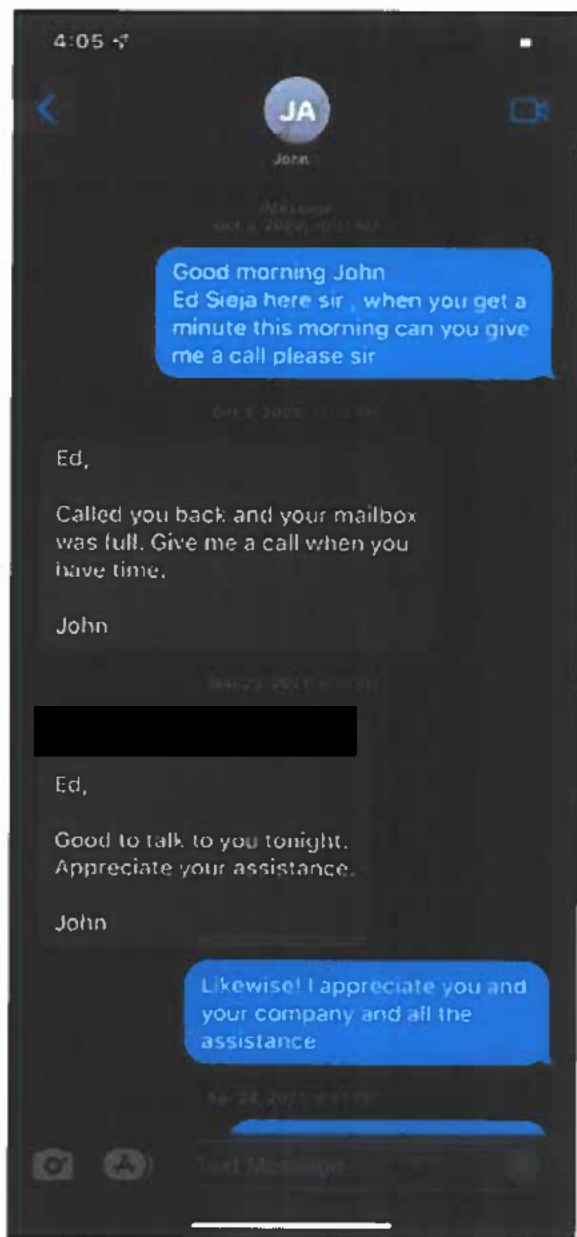 4:05
JA
John
iMessage
Good morning John
Ed Sieja here sir , when you get a
minute this morning can you give
me a call please sir
Ed,
Called you back and your mailbox
was full. Give me a call when you
have time.
John
Ed,
Good to talk to you tonight.
Appreciate your assistance.
John
Likewise! I appreciate you and
your company and all the
assistance
Text Message